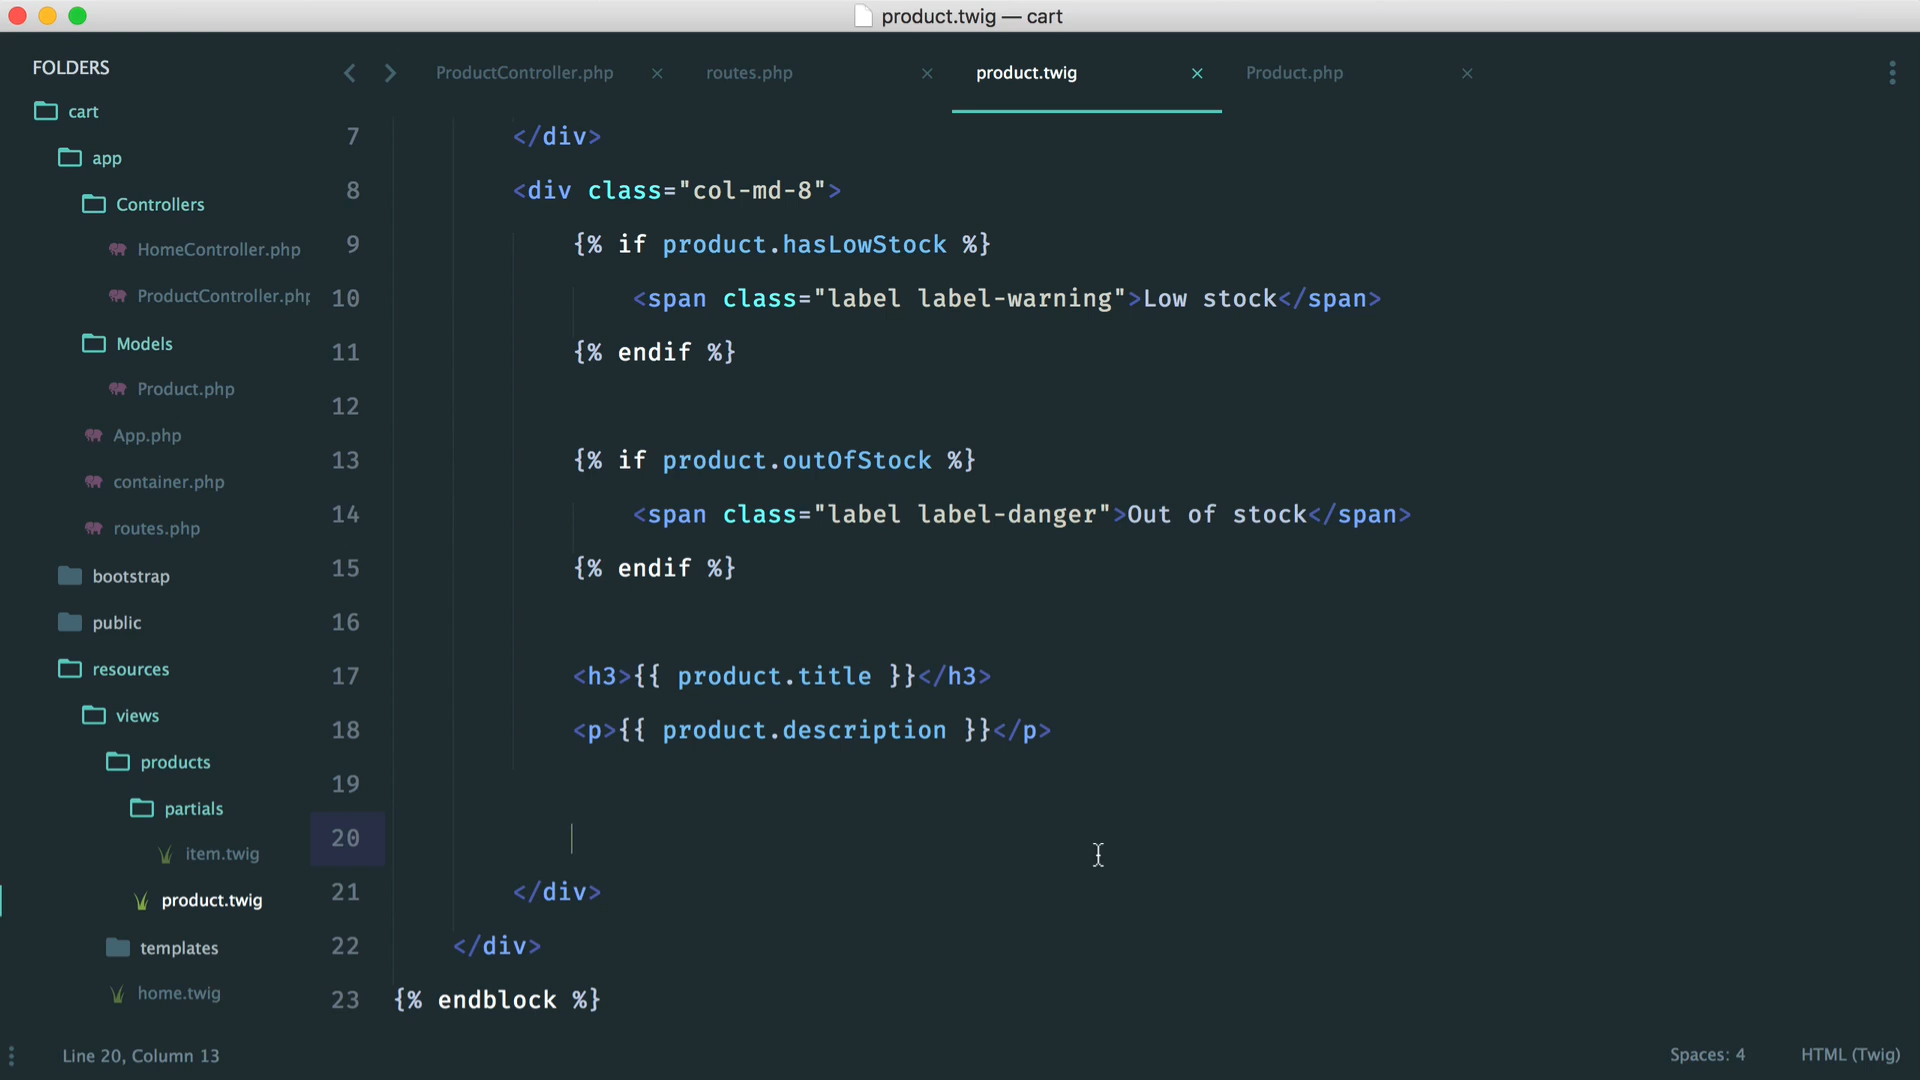 product.twig — cart
FOLDERS
cart
app
Controllers
HomeController.php
ProductController.php
Models
Product.php
App.php
container.php
routes.php
bootstrap
public
resources
views
products
partials
item.twig
product.twig
templates
home.twig
ProductController.php
routes.php
product.twig
Product.php
7 </div>
8 <div class="col-md-8">
9 {% if product.hasLowStock %}
10 <span class="label label-warning">Low stock</span>
11 {% endif %}
12
13 {% if product.outOfStock %}
14 <span class="label label-danger">Out of stock</span>
15 {% endif %}
16
17 <h3>{{ product.title }}</h3>
18 <p>{{ product.description }}</p>
19
20
21 </div>
22 </div>
23 {% endblock %}
Line 20, Column 13
Spaces: 4
HTML (Twig)